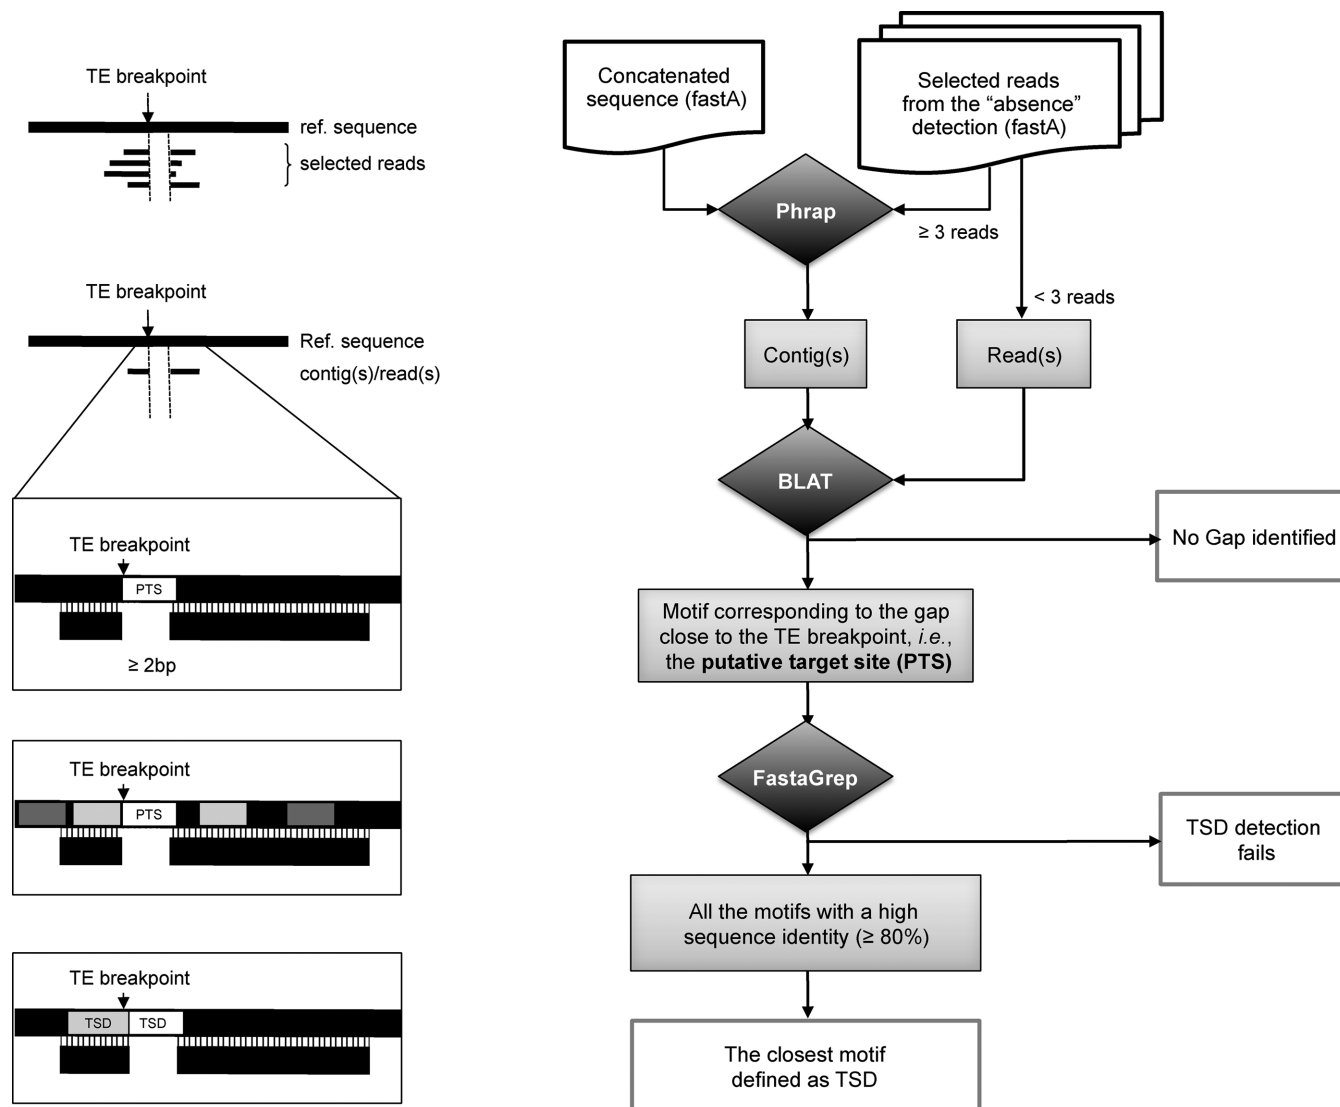 TE breakpoint
ref. sequence
selected reads
TE breakpoint
Ref. sequence
contig(s)/read(s)
TE breakpoint
PTS
≥ 2bp
TE breakpoint
PTS
TE breakpoint
TSD
TSD
Concatenated
sequence (fastA)
Selected reads
from the “absence”
detection (fastA)
Phrap
≥ 3 reads
< 3 reads
Contig(s)
Read(s)
BLAT
No Gap identified
Motif corresponding to the gap
close to the TE breakpoint, i.e.,
the putative target site (PTS)
FastaGrep
TSD detection
fails
All the motifs with a high
sequence identity (≥ 80%)
The closest motif
defined as TSD